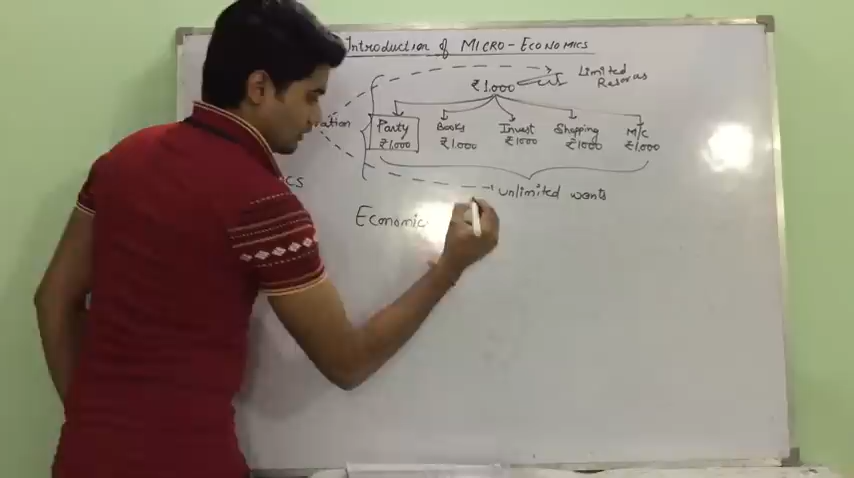 Introduction of MICRO-ECONOMICS
₹1,000
Limited
Party Books Invest Shopping M/C
₹1,000 ₹1,000 ₹1000 ₹1000 ₹1,000
unlimited wants
Economic